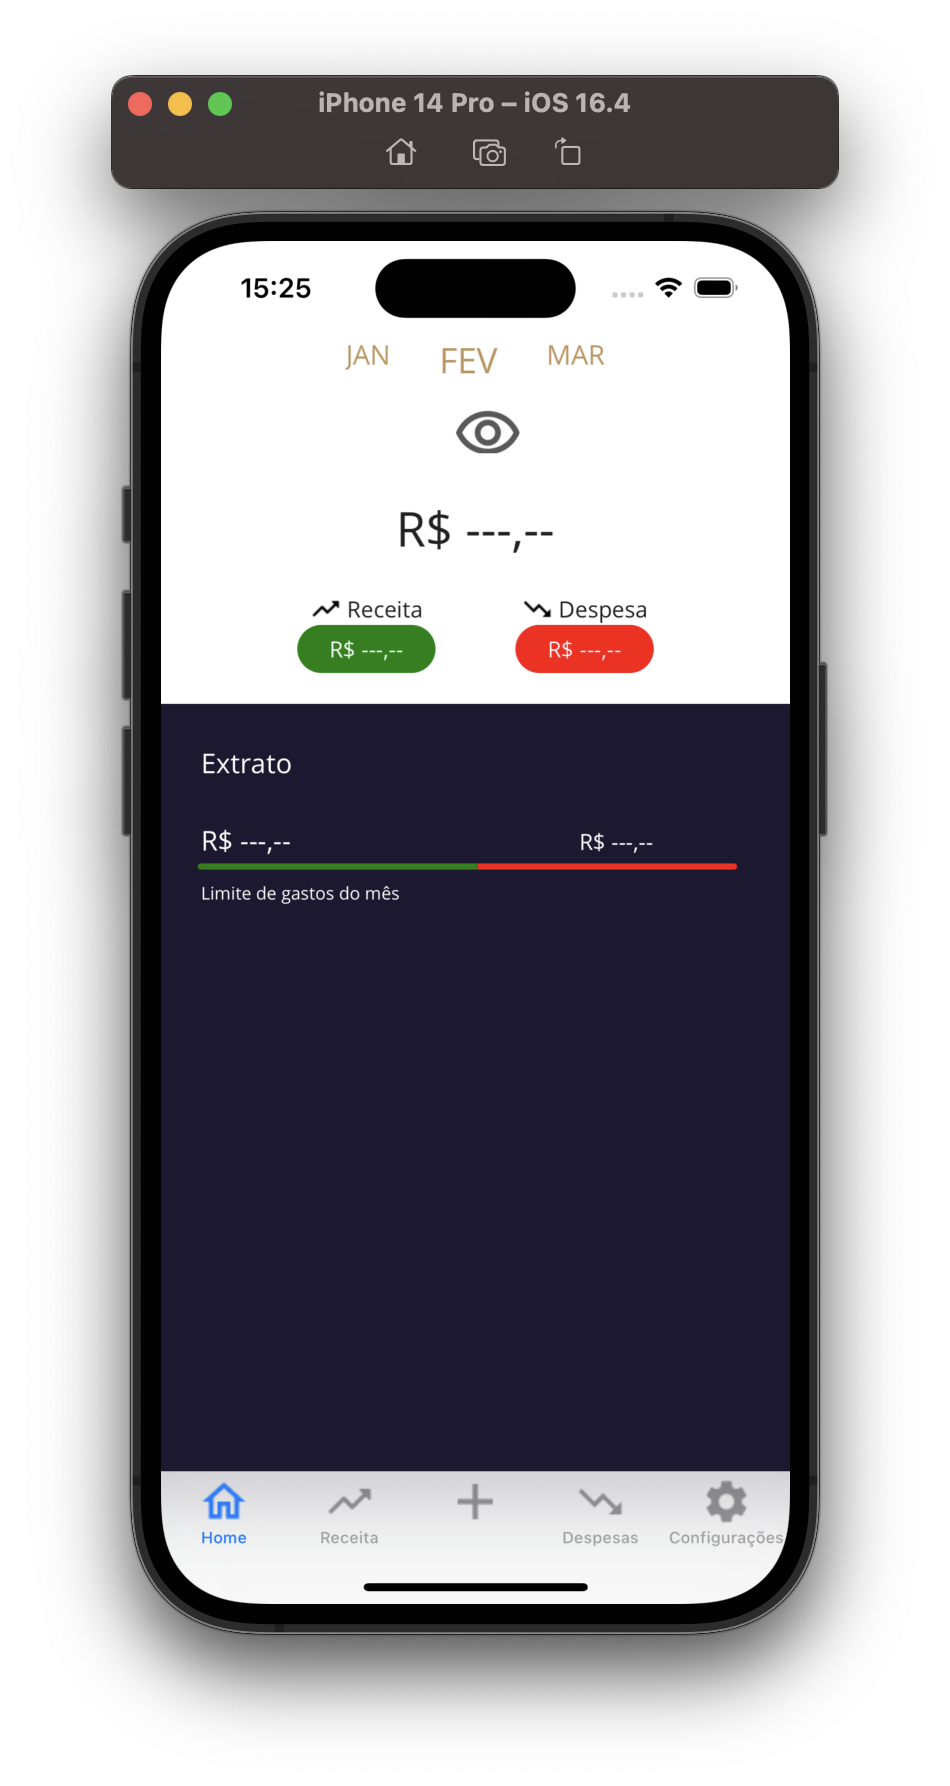 iPhone 14 Pro – iOS 16.4
15:25
JAN FEV MAR
R$ ---,--
Receita Despesa
R$ ---,-- R$ ---,--
Extrato
R$ ---,-- R$ ---,--
Limite de gastos do mês
Home Receita Despesas Configurações